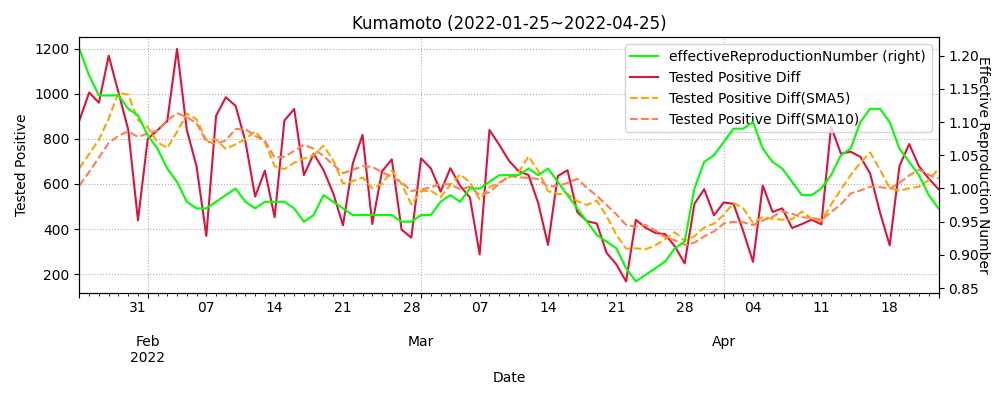 Kumamoto (2022-01-25~2022-04-25)
effectiveReproductionNumber (right)
Tested Positive Diff
Tested Positive Diff(SMA5)
Tested Positive Diff(SMA10)
Tested Positive
1200
1000
800
600
400
200
1.20
1.15
1.10
1.05
1.00
0.95
0.90
0.85
Effective Reproduction Number
31 07 14 21 28 07 14 21 28 04 11 18
Feb Mar Apr
2022
Date